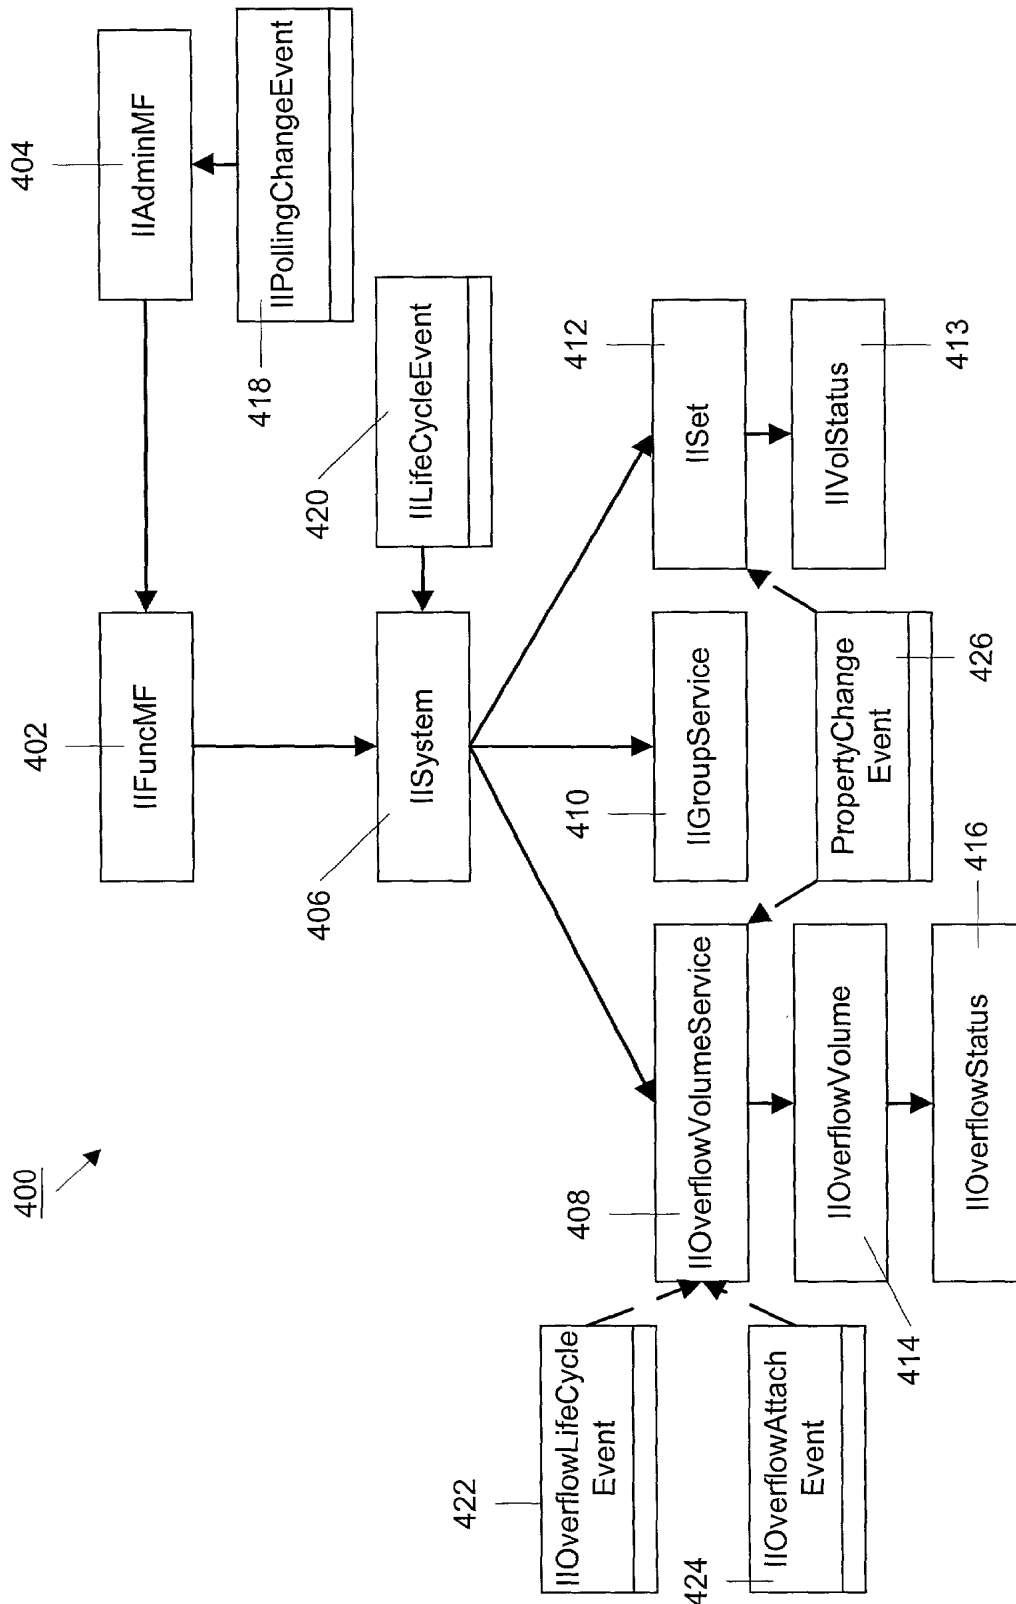 400
402
IIFuncMF
404
IIAdminMF
418
IIPollingChangeEvent
420
IILifeCycleEvent
406
IISystem
408
IIOverflowVolumeService
410
IIGroupService
412
IISet
422
IIOverflowLifeCycle
Event
424
IIOverflowAttach
Event
414
IIOverflowVolume
PropertyChange
Event
426
413
IIVolStatus
416
IIOverflowStatus